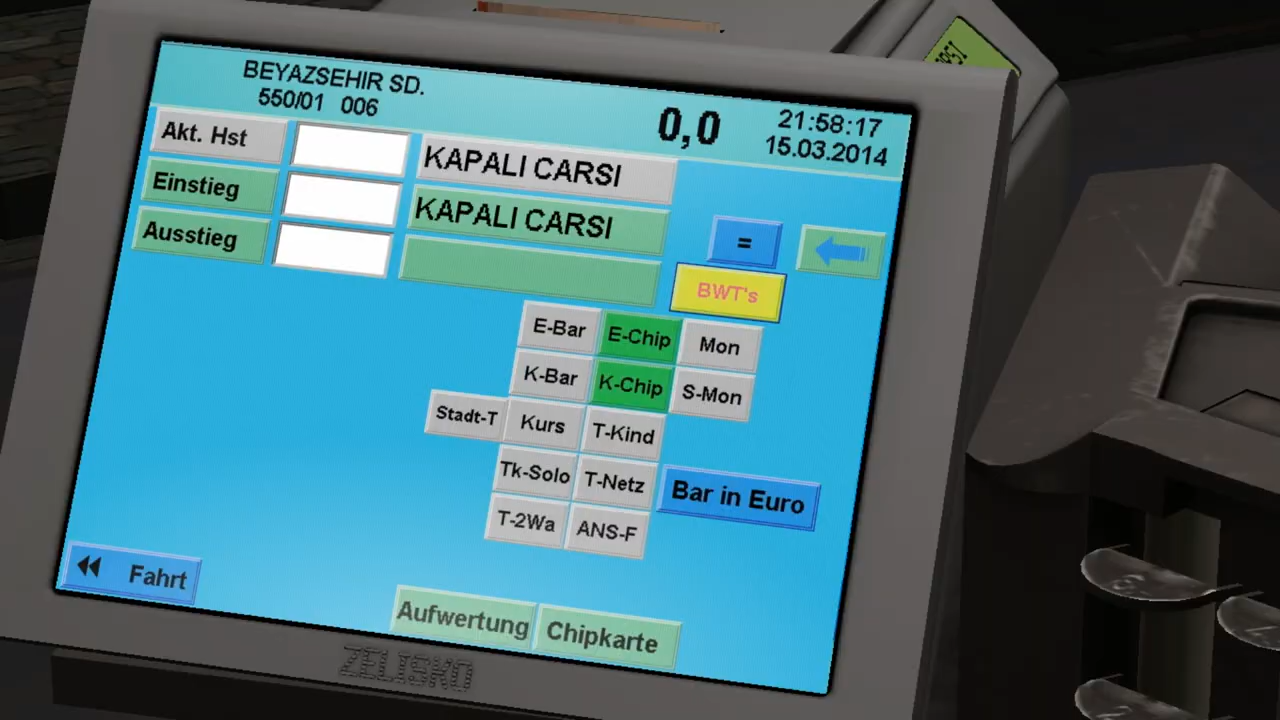 BEYAZSEHIR SD.
550/01 006
0,0
21:58:17
15.03.2014
Akt. Hst
KAPALI CARSI
Einstieg
KAPALI CARSI
Ausstieg
=
BWT's
E-Bar E-Chip Mon
K-Bar K-Chip S-Mon
Stadt-T Kurs T-Kind
Tk-Solo T-Netz
Bar in Euro
T-2Wa ANS-F
Fahrt
Aufwertung Chipkarte
ZELISKO